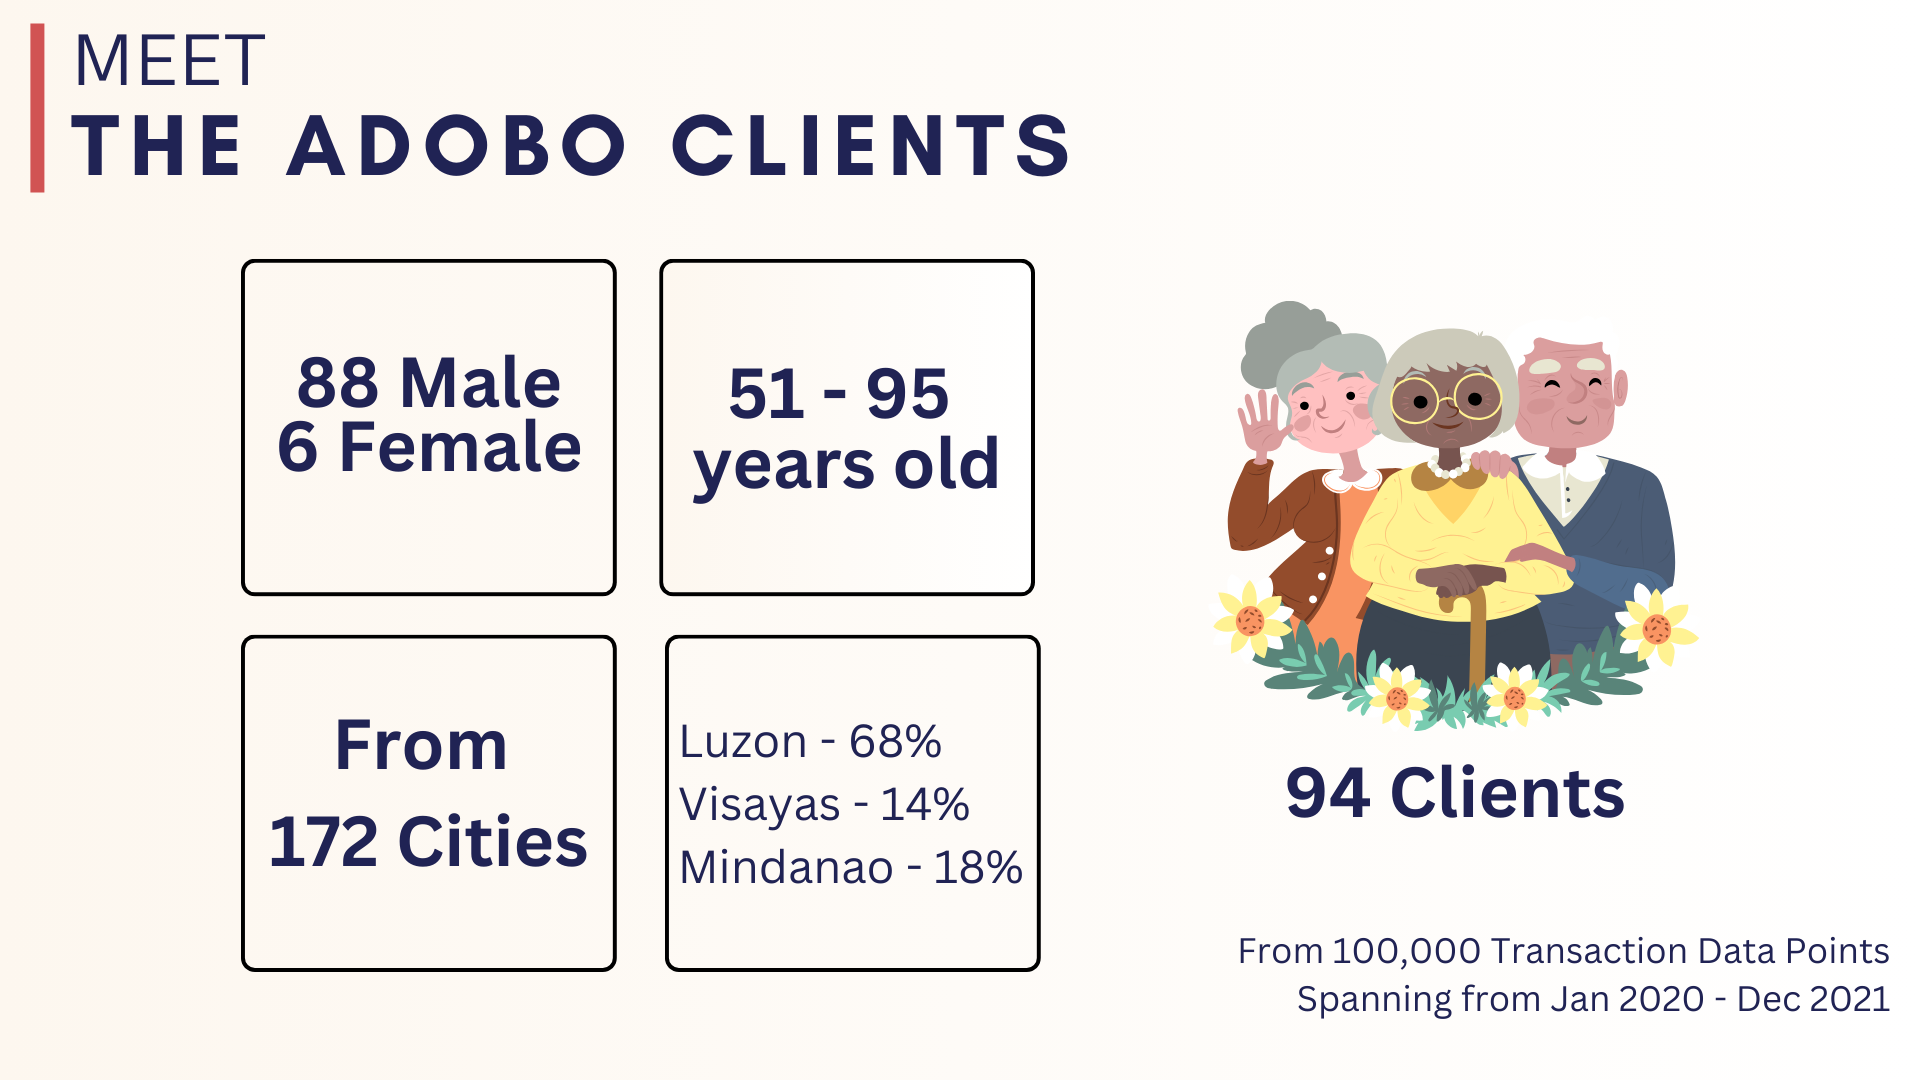 MEET
THE ADOBO CLIENTS
88 Male
6 Female
51 - 95
years old
From
172 Cities
Luzon - 68%
Visayas - 14%
Mindanao - 18%
94 Clients
From 100,000 Transaction Data Points
Spanning from Jan 2020 - Dec 2021